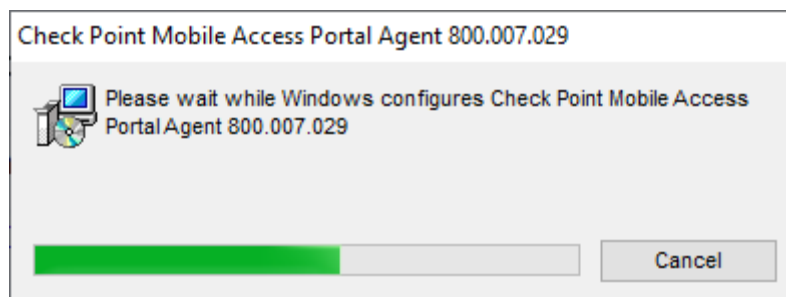 Check Point Mobile Access Portal Agent 800.007.029
Please wait while Windows configures Check Point Mobile Access
Portal Agent 800.007.029
Cancel